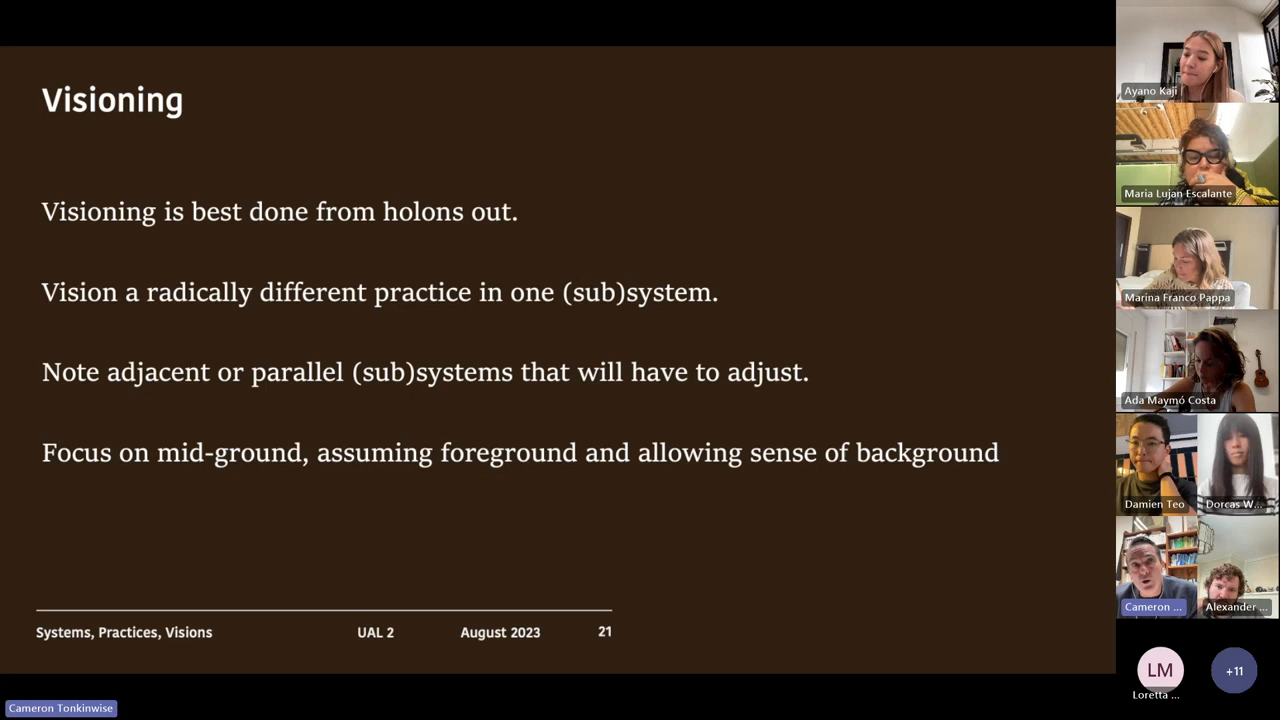 Visioning
Visioning is best done from holons out.
Vision a radically different practice in one (sub)system.
Note adjacent or parallel (sub)systems that will have to adjust.
Focus on mid-ground, assuming foreground and allowing sense of background
Systems, Practices, Visions UAL 2 August 2023 21
Cameron Tonkinwise
Ayano Kaji
Maria Lujan Escalante
Marina Franco Pappa
Ada Maymó Costa
Damien Teo Dorcas W...
Cameron ... Alexander ...
LM +11
Loretta ...